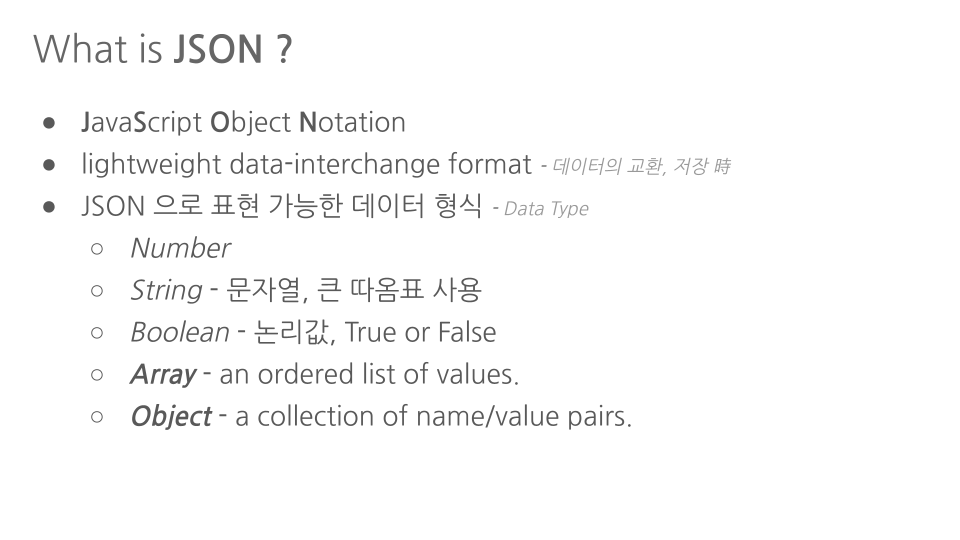 What is JSON ?
● JavaScript Object Notation
● lightweight data-interchange format - 데이터의 교환, 저장 時
● JSON 으로 표현 가능한 데이터 형식 - Data Type
○ Number
○ String - 문자열, 큰 따옴표 사용
○ Boolean - 논리값, True or False
○ Array - an ordered list of values.
○ Object - a collection of name/value pairs.